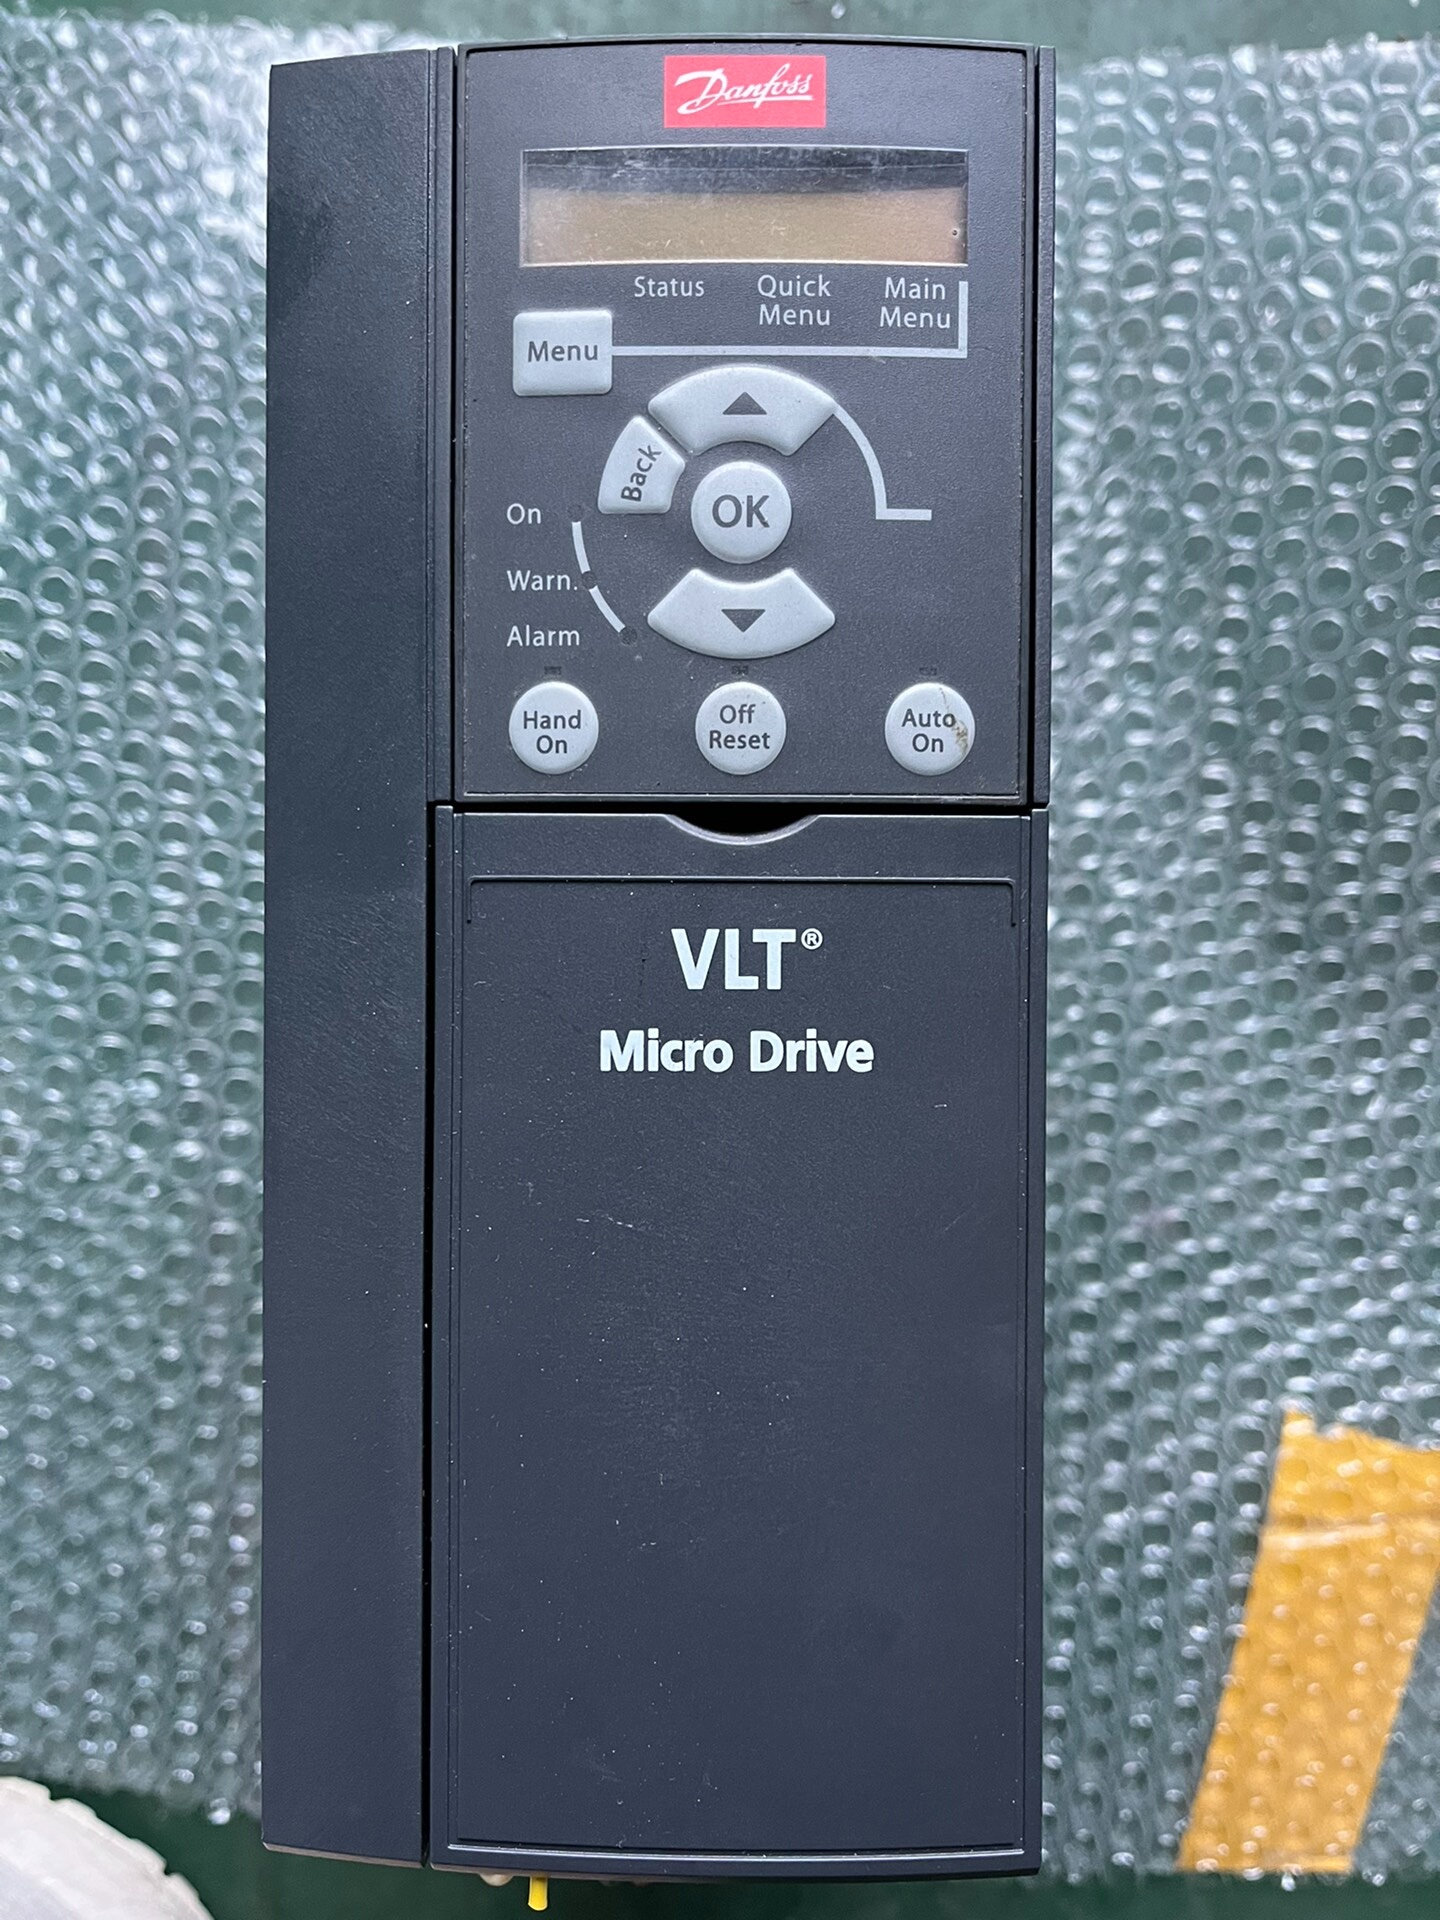 Danfoss
Status
Quick
Menu
Main
Menu
Menu
Back
OK
On
Warn.
Alarm
Hand
On
Off
Reset
Auto
On
VLT®
Micro Drive